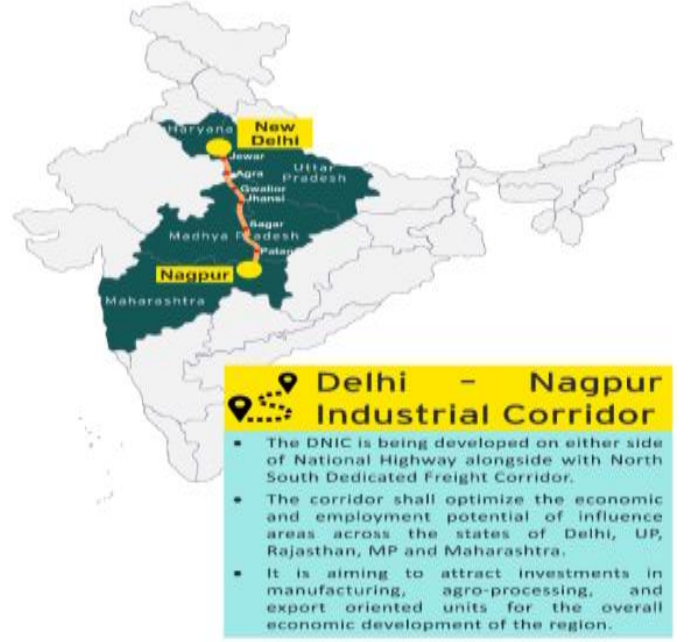 Haryana
New
Delhi
Jewar
Agra
Uttar
Pradesh
Gwalior
Jhansi
Sagar
Madhya Pradesh
Patan
Nagpur
Maharashtra
Delhi – Nagpur
Industrial Corridor
• The DNIC is being developed on either side
of National Highway alongside with North
South Dedicated Freight Corridor.
• The corridor shall optimize the economic
and employment potential of influence
areas across the states of Delhi, UP,
Rajasthan, MP and Maharashtra.
• It is aiming to attract investments in
manufacturing, agro-processing, and
export oriented units for the overall
economic development of the region.